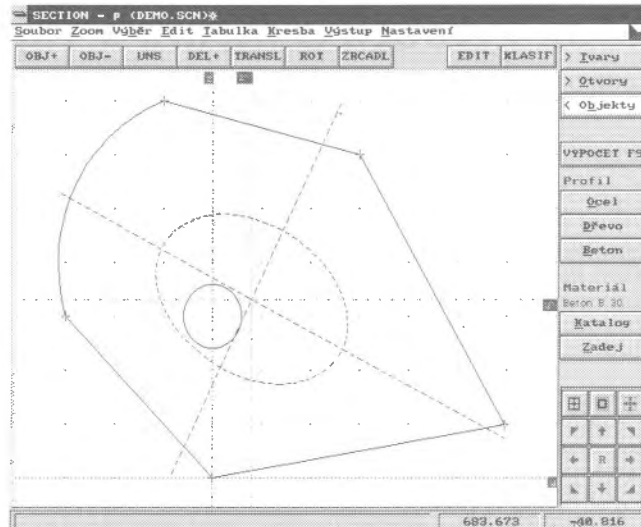 SECTION - p (DEMO.SCN)*
Soubor Zoom Výběr Edit Tabulka Kresba Výstup Nastavení
OBJ+ OBJ- UNS DEL+ TRANSL ROT ZRCADL EDIT KLASIF
> Tvary
> Otvory
< Objekty
VÝPOČET FS
Profil
Ocel
Dřevo
Beton
Materiál
Beton B 30
Katalog
Zadej
R
683.673 -40.816